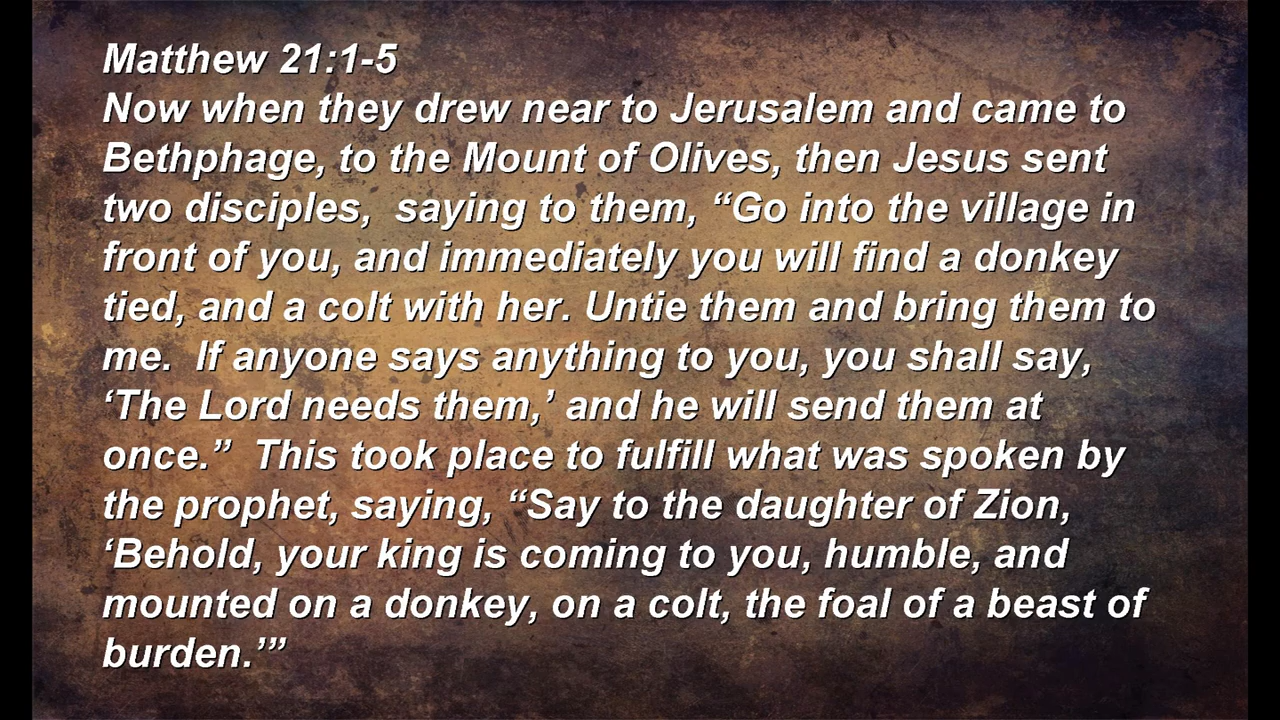 Matthew 21:1-5
Now when they drew near to Jerusalem and came to
Bethphage, to the Mount of Olives, then Jesus sent
two disciples,  saying to them, “Go into the village in
front of you, and immediately you will find a donkey
tied, and a colt with her. Untie them and bring them to
me.  If anyone says anything to you, you shall say,
‘The Lord needs them,’ and he will send them at
once.”  This took place to fulfill what was spoken by
the prophet, saying, “Say to the daughter of Zion,
‘Behold, your king is coming to you, humble, and
mounted on a donkey, on a colt, the foal of a beast of
burden.’”